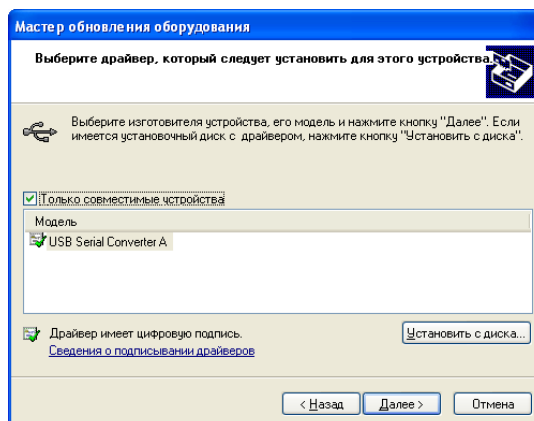 Мастер обновления оборудования
Выберите драйвер, который следует установить для этого устройства.
Выберите изготовителя устройства, его модель и нажмите кнопку "Далее". Если
имеется установочный диск с драйвером, нажмите кнопку "Установить с диска".
Только совместимые устройства
Модель
USB Serial Converter A
Драйвер имеет цифровую подпись.
Установить с диска...
Сведения о подписывании драйверов
< Назад
Далее >
Отмена